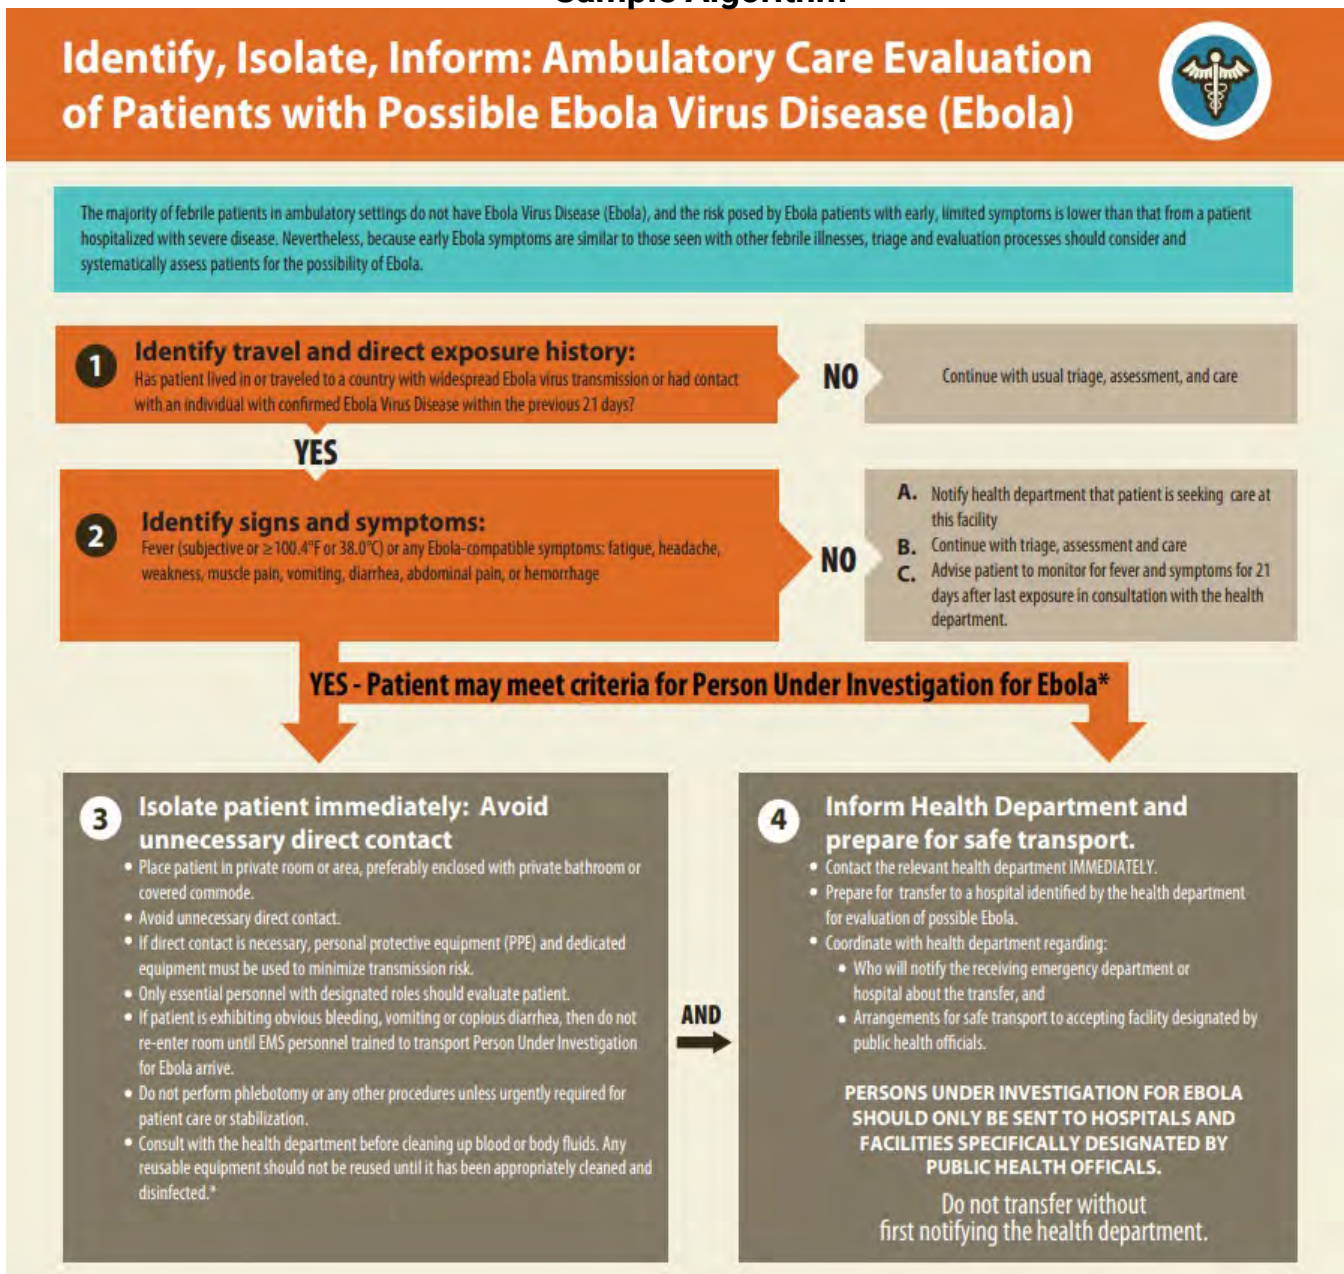 Sample Algorithm
Identify, Isolate, Inform: Ambulatory Care Evaluation
of Patients with Possible Ebola Virus Disease (Ebola)
The majority of febrile patients in ambulatory settings do not have Ebola Virus Disease (Ebola), and the risk posed by Ebola patients with early, limited symptoms is lower than that from a patient
hospitalized with severe disease. Nevertheless, because early Ebola symptoms are similar to those seen with other febrile illnesses, triage and evaluation processes should consider and
systematically assess patients for the possibility of Ebola.
1
Identify travel and direct exposure history:
Has patient lived in or traveled to a country with widespread Ebola virus transmission or had contact
with an individual with confirmed Ebola Virus Disease within the previous 21 days?
NO
Continue with usual triage, assessment, and care
YES
2
Identify signs and symptoms:
Fever (subjective or ≥100.4°F or 38.0°C) or any Ebola-compatible symptoms: fatigue, headache,
weakness, muscle pain, vomiting, diarrhea, abdominal pain, or hemorrhage
NO
A. Notify health department that patient is seeking care at
this facility
B. Continue with triage, assessment and care
C. Advise patient to monitor for fever and symptoms for 21
days after last exposure in consultation with the health
department.
YES - Patient may meet criteria for Person Under Investigation for Ebola*
3
Isolate patient immediately: Avoid
unnecessary direct contact
• Place patient in private room or area, preferably enclosed with private bathroom or
covered commode.
• Avoid unnecessary direct contact.
• If direct contact is necessary, personal protective equipment (PPE) and dedicated
equipment must be used to minimize transmission risk.
• Only essential personnel with designated roles should evaluate patient.
• If patient is exhibiting obvious bleeding, vomiting or copious diarrhea, then do not
re-enter room until EMS personnel trained to transport Person Under Investigation
for Ebola arrive.
• Do not perform phlebotomy or any other procedures unless urgently required for
patient care or stabilization.
• Consult with the health department before cleaning up blood or body fluids. Any
reusable equipment should not be reused until it has been appropriately cleaned and
disinfected.*
AND
4
Inform Health Department and
prepare for safe transport.
• Contact the relevant health department IMMEDIATELY.
• Prepare for transfer to a hospital identified by the health department
for evaluation of possible Ebola.
• Coordinate with health department regarding:
• Who will notify the receiving emergency department or
hospital about the transfer, and
• Arrangements for safe transport to accepting facility designated by
public health officials.
PERSONS UNDER INVESTIGATION FOR EBOLA
SHOULD ONLY BE SENT TO HOSPITALS AND
FACILITIES SPECIFICALLY DESIGNATED BY
PUBLIC HEALTH OFFICALS.
Do not transfer without
first notifying the health department.